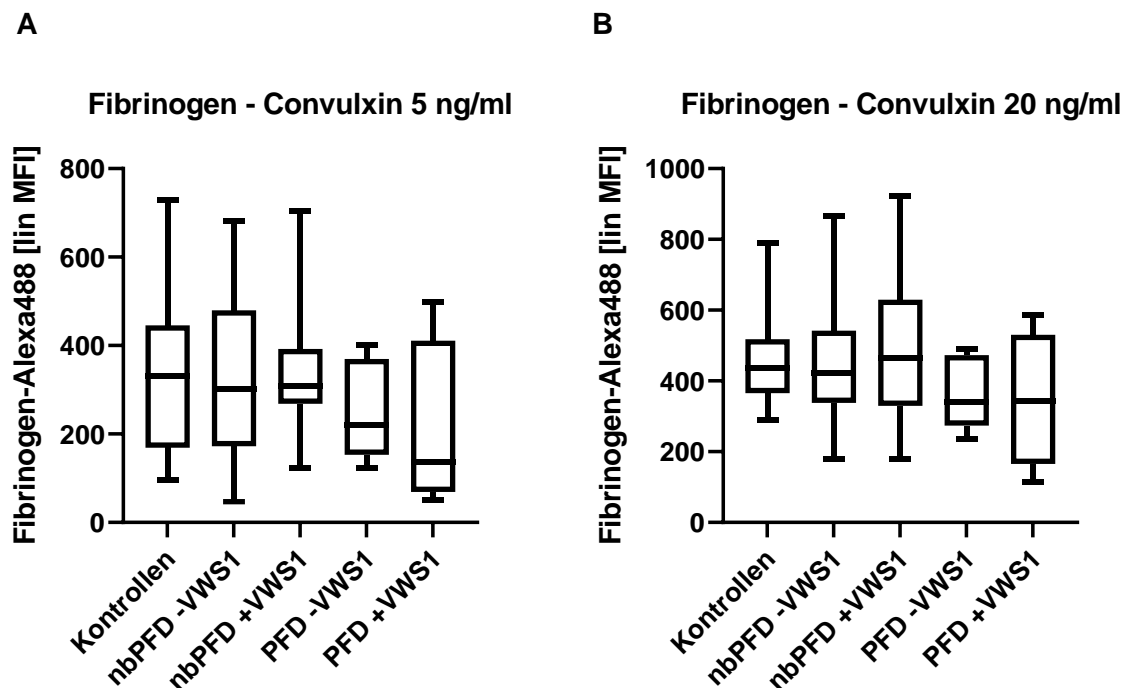 A
Fibrinogen - Convulxin 5 ng/ml
Fibrinogen-Alexa488 [lin MFI]
800
600
400
200
0
Kontrollen
nbPFD -VWS1
nbPFD +VWS1
PFD -VWS1
PFD +VWS1
B
Fibrinogen - Convulxin 20 ng/ml
Fibrinogen-Alexa488 [lin MFI]
1000
800
600
400
200
0
Kontrollen
nbPFD -VWS1
nbPFD +VWS1
PFD -VWS1
PFD +VWS1